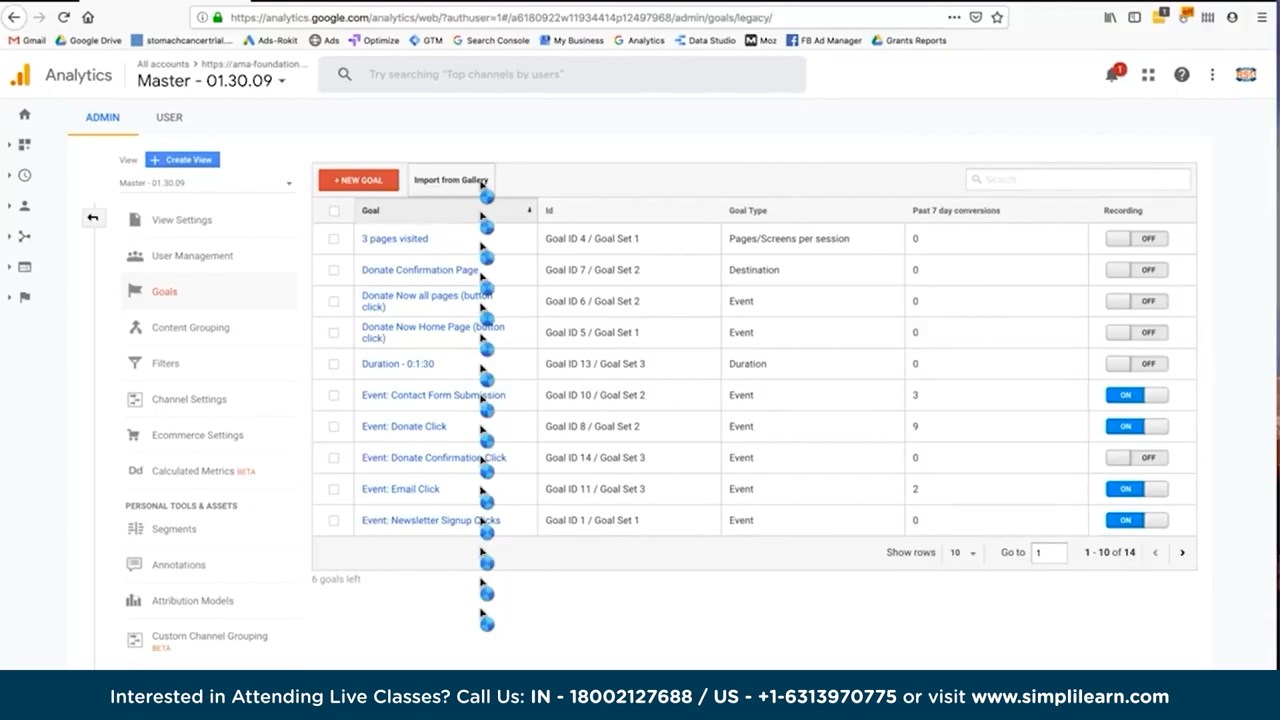 https://analytics.google.com/analytics/web/?authuser=1#/a6180922w11934414p12497968/admin/goals/legacy/
Gmail Google Drive stomachcancertrial... Ads-Rokit Ads Optimize GTM Search Console My Business Analytics Data Studio Moz FB Ad Manager Grants Reports
Analytics
All accounts > https://ama-foundation...
Master - 01.30.09
Try searching "Top channels by users"
1
1
ADMIN USER
View + Create View
Master - 01.30.09
View Settings
User Management
Goals
Content Grouping
Filters
Channel Settings
Ecommerce Settings
Dd Calculated Metrics BETA
PERSONAL TOOLS & ASSETS
Segments
Annotations
Attribution Models
Custom Channel Grouping
BETA
+ NEW GOAL Import from Gallery Search
Goal Id Goal Type Past 7 day conversions Recording
3 pages visited Goal ID 4 / Goal Set 1 Pages/Screens per session 0 OFF
Donate Confirmation Page Goal ID 7 / Goal Set 2 Destination 0 OFF
Donate Now all pages (button
click) Goal ID 6 / Goal Set 2 Event 0 OFF
Donate Now Home Page (button
click) Goal ID 5 / Goal Set 1 Event 0 OFF
Duration - 0:1:30 Goal ID 13 / Goal Set 3 Duration 0 OFF
Event: Contact Form Submission Goal ID 10 / Goal Set 2 Event 3 ON
Event: Donate Click Goal ID 8 / Goal Set 2 Event 9 ON
Event: Donate Confirmation Click Goal ID 14 / Goal Set 3 Event 0 OFF
Event: Email Click Goal ID 11 / Goal Set 3 Event 2 ON
Event: Newsletter Signup Clicks Goal ID 1 / Goal Set 1 Event 0 ON
Show rows 10 Go to 1 1 - 10 of 14
6 goals left
Interested in Attending Live Classes? Call Us: IN - 18002127688 / US - +1-6313970775 or visit www.simplilearn.com